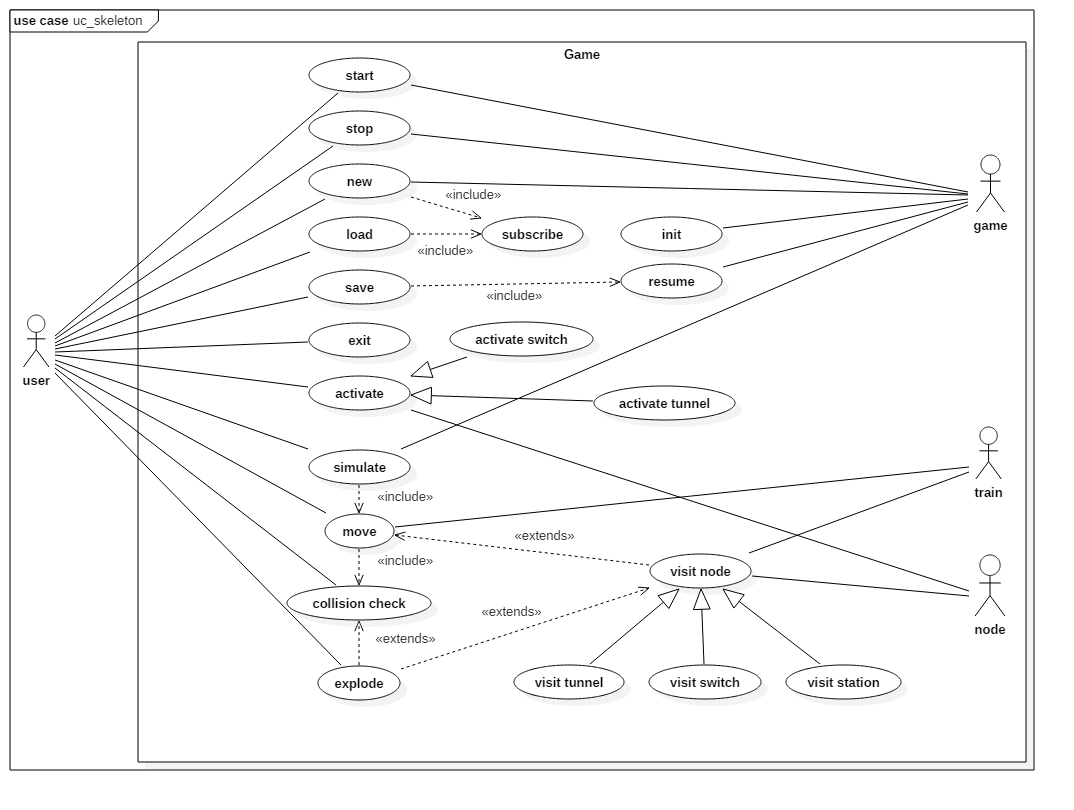 use case uc_skeleton
Game
start
stop
new
«include»
load
subscribe
init
game
«include»
resume
save
«include»
exit
activate switch
user
activate
activate tunnel
simulate
train
«include»
move
«extends»
«include»
visit node
collision check
«extends»
node
«extends»
explode
visit tunnel
visit switch
visit station